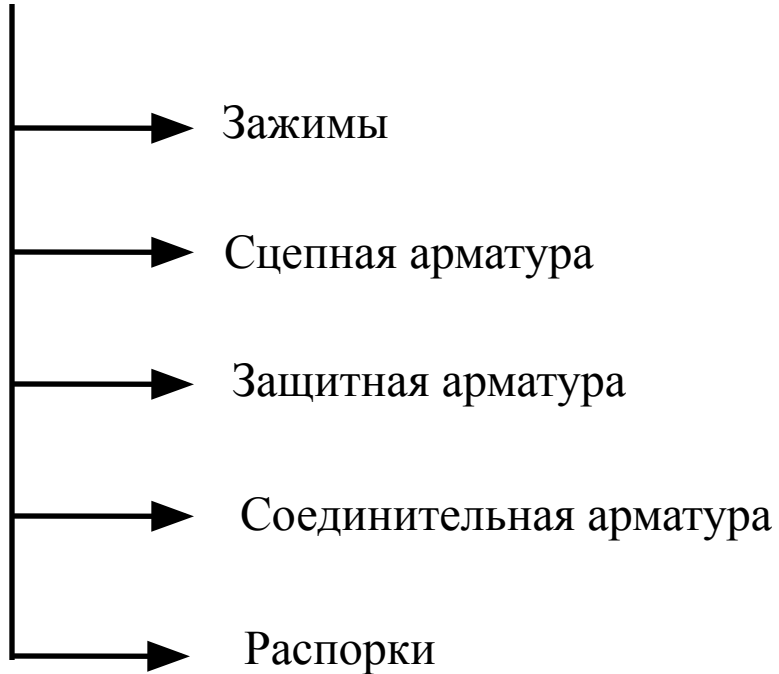 Зажимы
Сцепная арматура
Защитная арматура
Соединительная арматура
Распорки